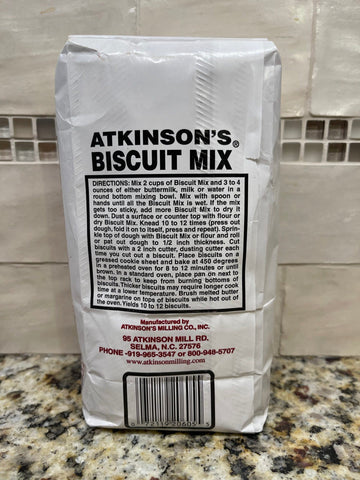 ATKINSON'S®
BISCUIT MIX
DIRECTIONS: Mix 2 cups of Biscuit Mix and 3 to 4
ounces of either buttermilk, milk or water in a
round bottom mixing bowl. Mix with spoon or
hands until all the Biscuit Mix is wet. If the mix
gets too sticky, add more Biscuit Mix to dry it
down. Dust a surface or counter top with flour or
dry Biscuit Mix. Knead 10 to 12 times (press out
dough, fold it on to itself, press and repeat). Sprin-
kle top of dough with Biscuit Mix or flour and roll
or pat out dough to 1/2 inch thickness. Cut
biscuits with a 2 inch cutter, dusting cutter each
time you cut out a biscuit. Place biscuits on a
greased cookie sheet and bake at 450 degrees
in a preheated oven for 8 to 12 minutes or until
brown. In a standard oven, place pan on next to
the top rack to keep from burning bottoms of
biscuits. Thicker biscuits may require longer cook
time at a lower temperature. Brush melted butter
or margarine on tops of biscuits while hot out of
the oven. Yields 10 to 12 biscuits.
Manufactured by
ATKINSON'S MILLING CO., INC.
95 ATKINSON MILL RD.
SELMA, N.C. 27576
PHONE -919-965-3547 or 800-948-5707
www.atkinsonmilling.com